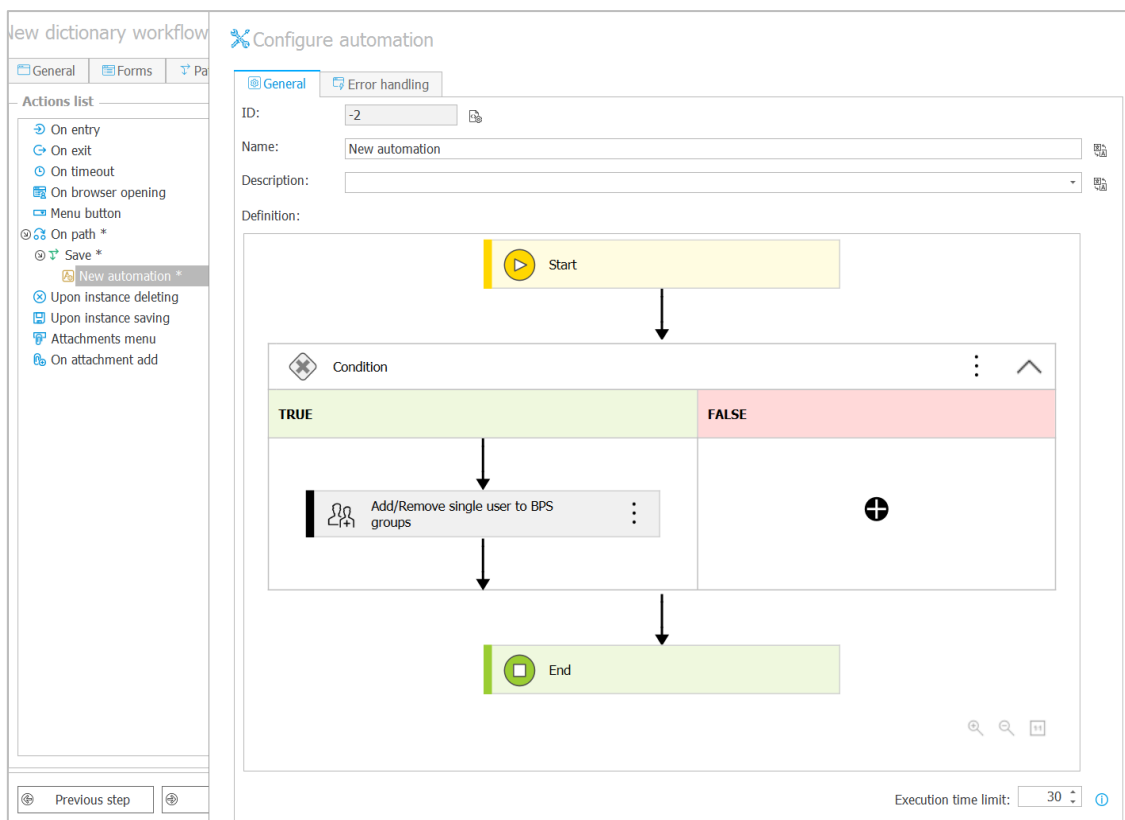 New dictionary workflow
General
Forms
Pa
Actions list
On entry
On exit
On timeout
On browser opening
Menu button
On path *
Save *
New automation *
Upon instance deleting
Upon instance saving
Attachments menu
On attachment add
Previous step
Configure automation
General
Error handling
ID:
-2
Name:
New automation
Description:
Definition:
Start
Condition
TRUE
FALSE
Add/Remove single user to BPS
groups
End
Execution time limit:
30